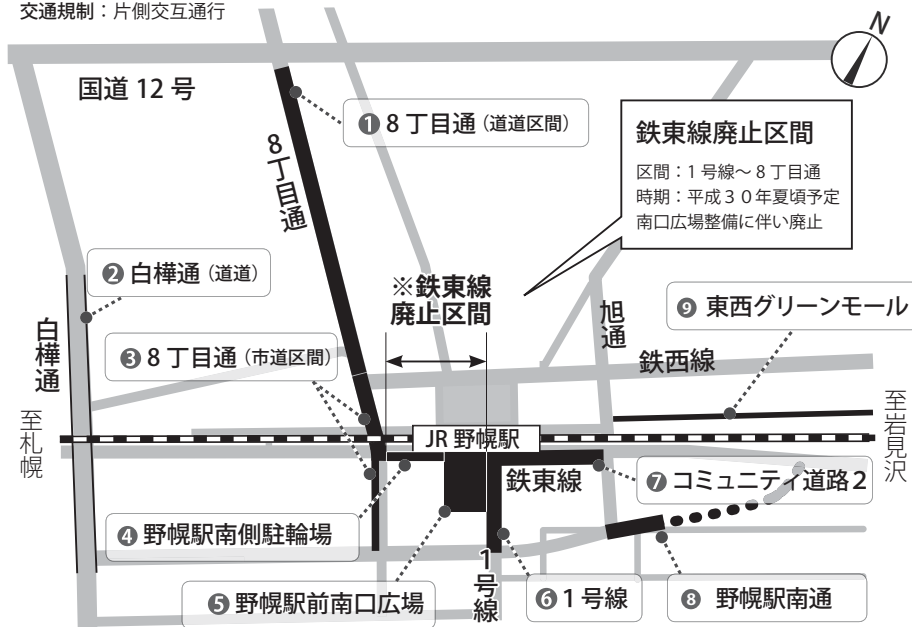 交通規制：片側交互通行
N
国道 12 号
❶ 8 丁目通（道道区間）
8丁目通
鉄東線廃止区間
区間：1 号線～ 8 丁目通
時期：平成３０年夏頃予定
南口広場整備に伴い廃止
❷ 白樺通（道道）
白樺通
※鉄東線
廃止区間
❸ 8 丁目通（市道区間）
旭通
❾ 東西グリーンモール
鉄西線
至札幌
JR 野幌駅
至岩見沢
鉄東線
❼ コミュニティ道路２
❹ 野幌駅南側駐輪場
❺ 野幌駅前南口広場
1号線
❻ 1 号線
❽ 野幌駅南通